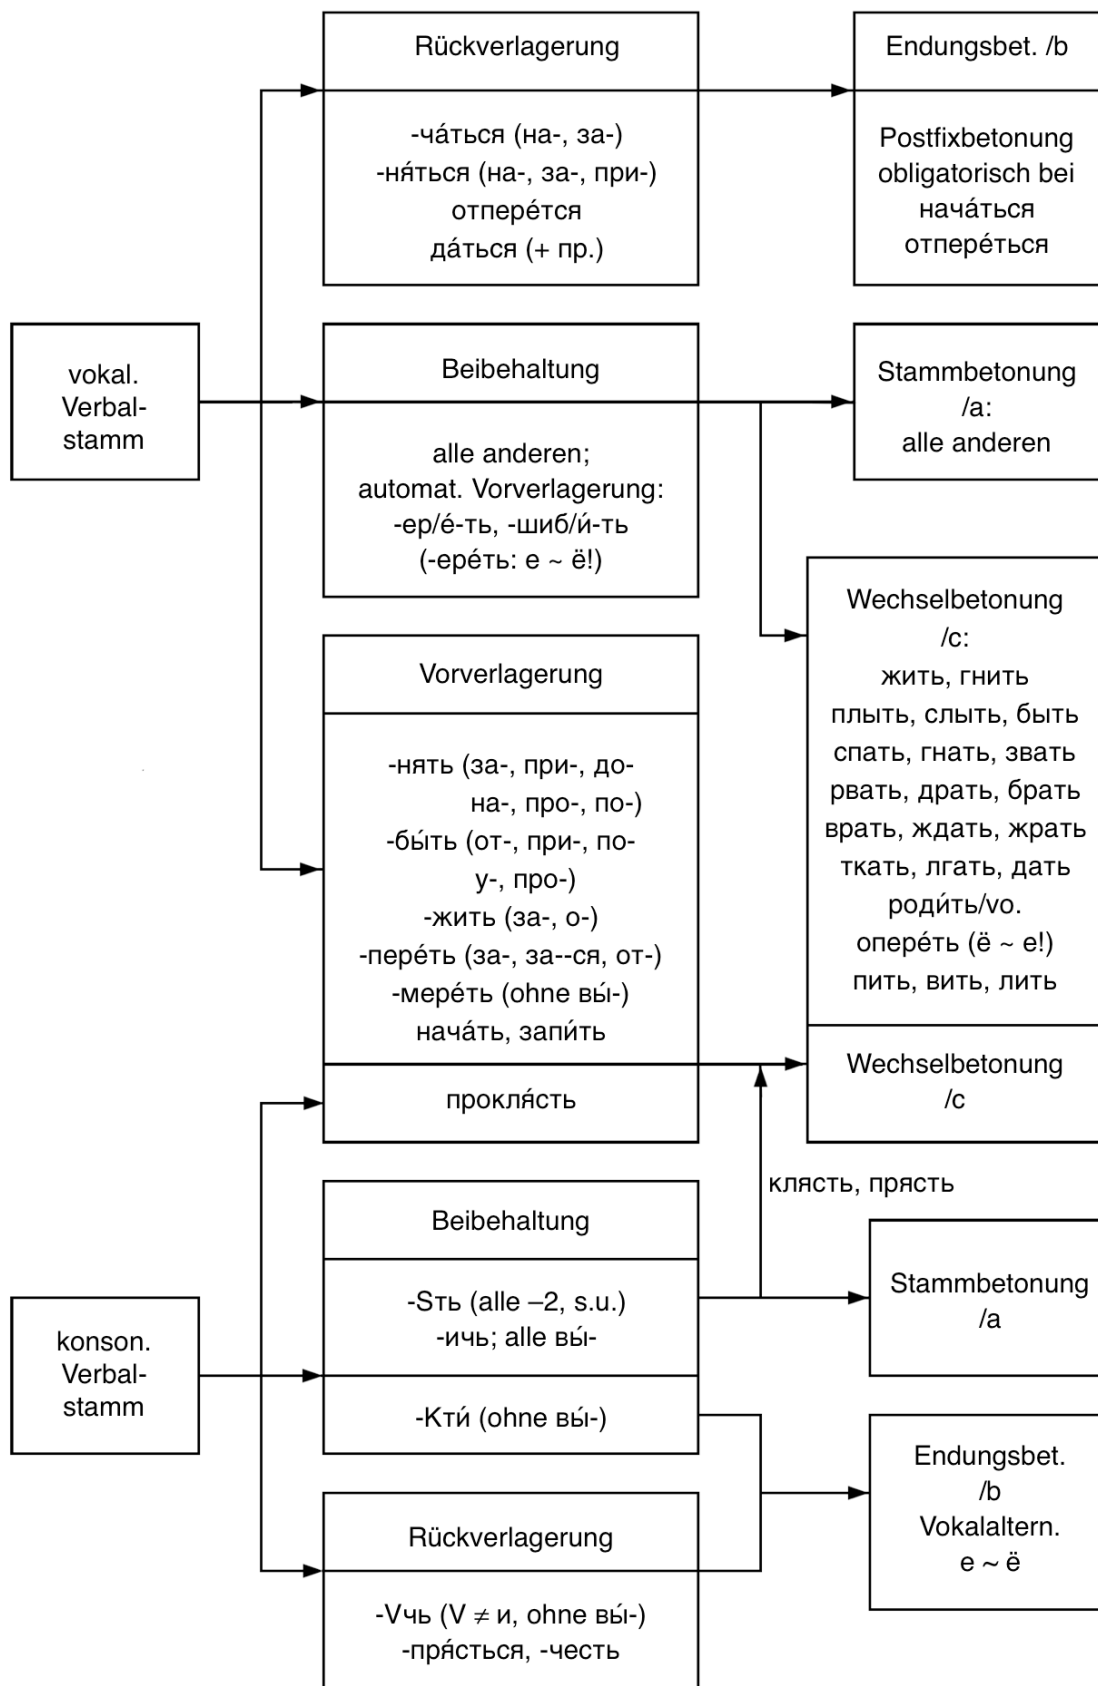 Rückverlagerung
-ча́ться (на-, за-)
-ня́ться (на-, за-, при-)
отпере́тся
да́ться (+ пр.)
Endungsbet. /b
Postfixbetonung
obligatorisch bei
нача́ться
отпере́ться
vokal.
Verbal-
stamm
Beibehaltung
alle anderen;
automat. Vorverlagerung:
-ер/е́-ть, -шиб/и́-ть
(-ере́ть: е ~ ё!)
Stammbetonung
/a:
alle anderen
Vorverlagerung
-нять (за-, при-, до-
на-, про-, по-)
-бы́ть (от-, при-, по-
у-, про-)
-жить (за-, о-)
-пере́ть (за-, за--ся, от-)
-мере́ть (ohne вы́-)
нача́ть, запи́ть
прокля́сть
Wechselbetonung
/c:
жить, гнить
плыть, слыть, быть
спать, гнать, звать
рвать, драть, брать
врать, ждать, жрать
ткать, лгать, дать
роди́ть/vo.
опере́ть (ё ~ е!)
пить, вить, лить
Wechselbetonung
/c
клясть, прясть
konson.
Verbal-
stamm
Beibehaltung
-Sть (alle –2, s.u.)
-ичь; alle вы́-
-Kти́ (ohne вы́-)
Stammbetonung
/a
Rückverlagerung
-Vчь (V ≠ и, ohne вы́-)
-пря́сться, -честь
Endungsbet.
/b
Vokalaltern.
е ~ ё